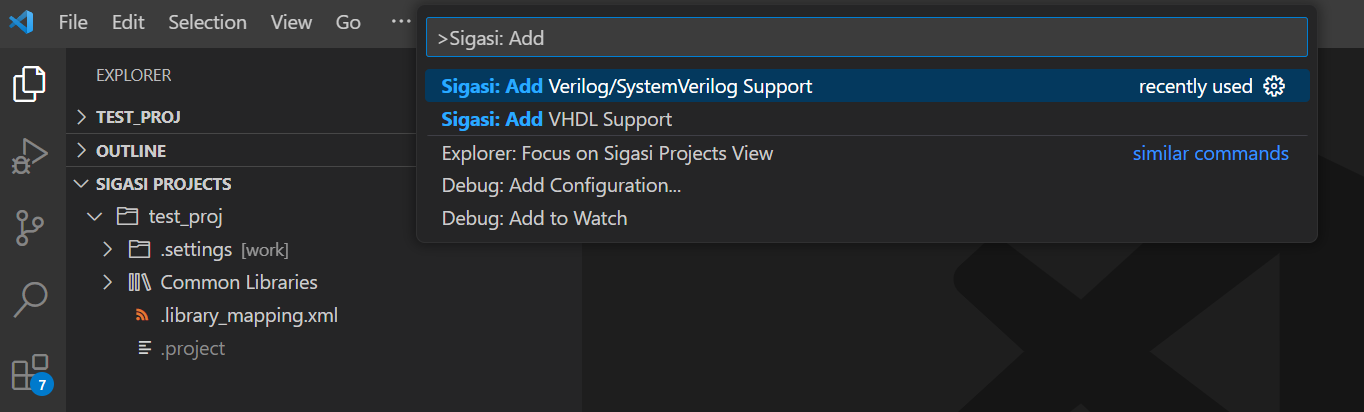 File Edit Selection View Go ···
>Sigasi: Add
Sigasi: Add Verilog/SystemVerilog Support recently used
Sigasi: Add VHDL Support
Explorer: Focus on Sigasi Projects View similar commands
Debug: Add Configuration...
Debug: Add to Watch
EXPLORER
TEST_PROJ
OUTLINE
SIGASI PROJECTS
test_proj
.settings [work]
Common Libraries
.library_mapping.xml
.project
7